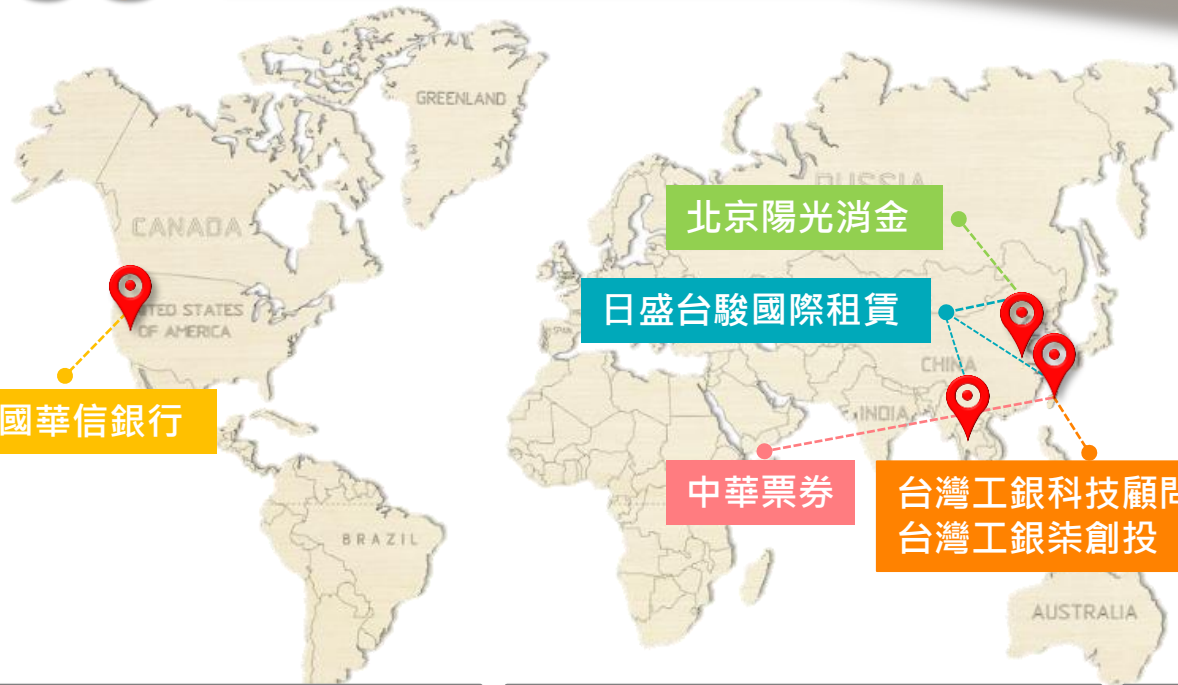 GREENLAND
RUSSIA
CANADA
北京陽光消金
日盛台駿國際租賃
UNITED STATES
OF AMERICA
SPAIN
CHINA
INDIA
國華信銀行
中華票券
台灣工銀科技顧問
台灣工銀柒創投
BRAZIL
AUSTRALIA